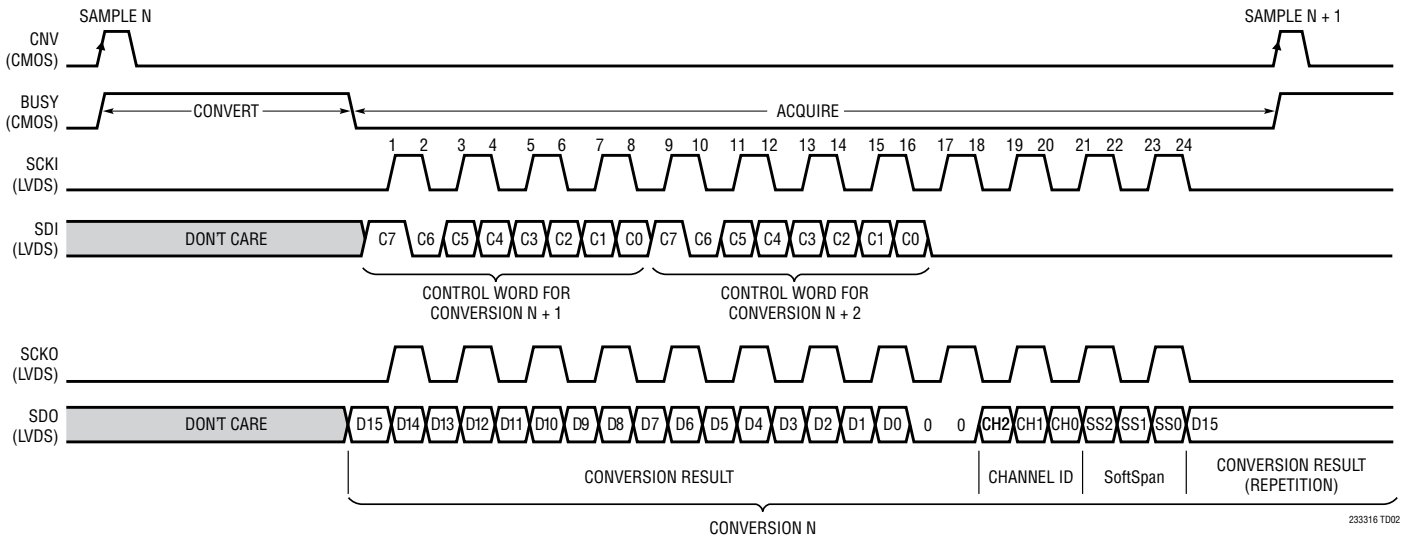 SAMPLE N
SAMPLE N + 1
CNV
(CMOS)
BUSY
(CMOS)
CONVERT
ACQUIRE
1 2 3 4 5 6 7 8 9 10 11 12 13 14 15 16 17 18 19 20 21 22 23 24
SCKI
(LVDS)
SDI
(LVDS)
DON'T CARE
C7 C6 C5 C4 C3 C2 C1 C0 C7 C6 C5 C4 C3 C2 C1 C0
CONTROL WORD FOR
CONVERSION N + 1
CONTROL WORD FOR
CONVERSION N + 2
SCKO
(LVDS)
SDO
(LVDS)
DON'T CARE
D15 D14 D13 D12 D11 D10 D9 D8 D7 D6 D5 D4 D3 D2 D1 D0 0 0 CH2 CH1 CH0 SS2 SS1 SS0 D15
CONVERSION RESULT
CHANNEL ID
SoftSpan
CONVERSION RESULT
(REPETITION)
CONVERSION N
233316 TD02